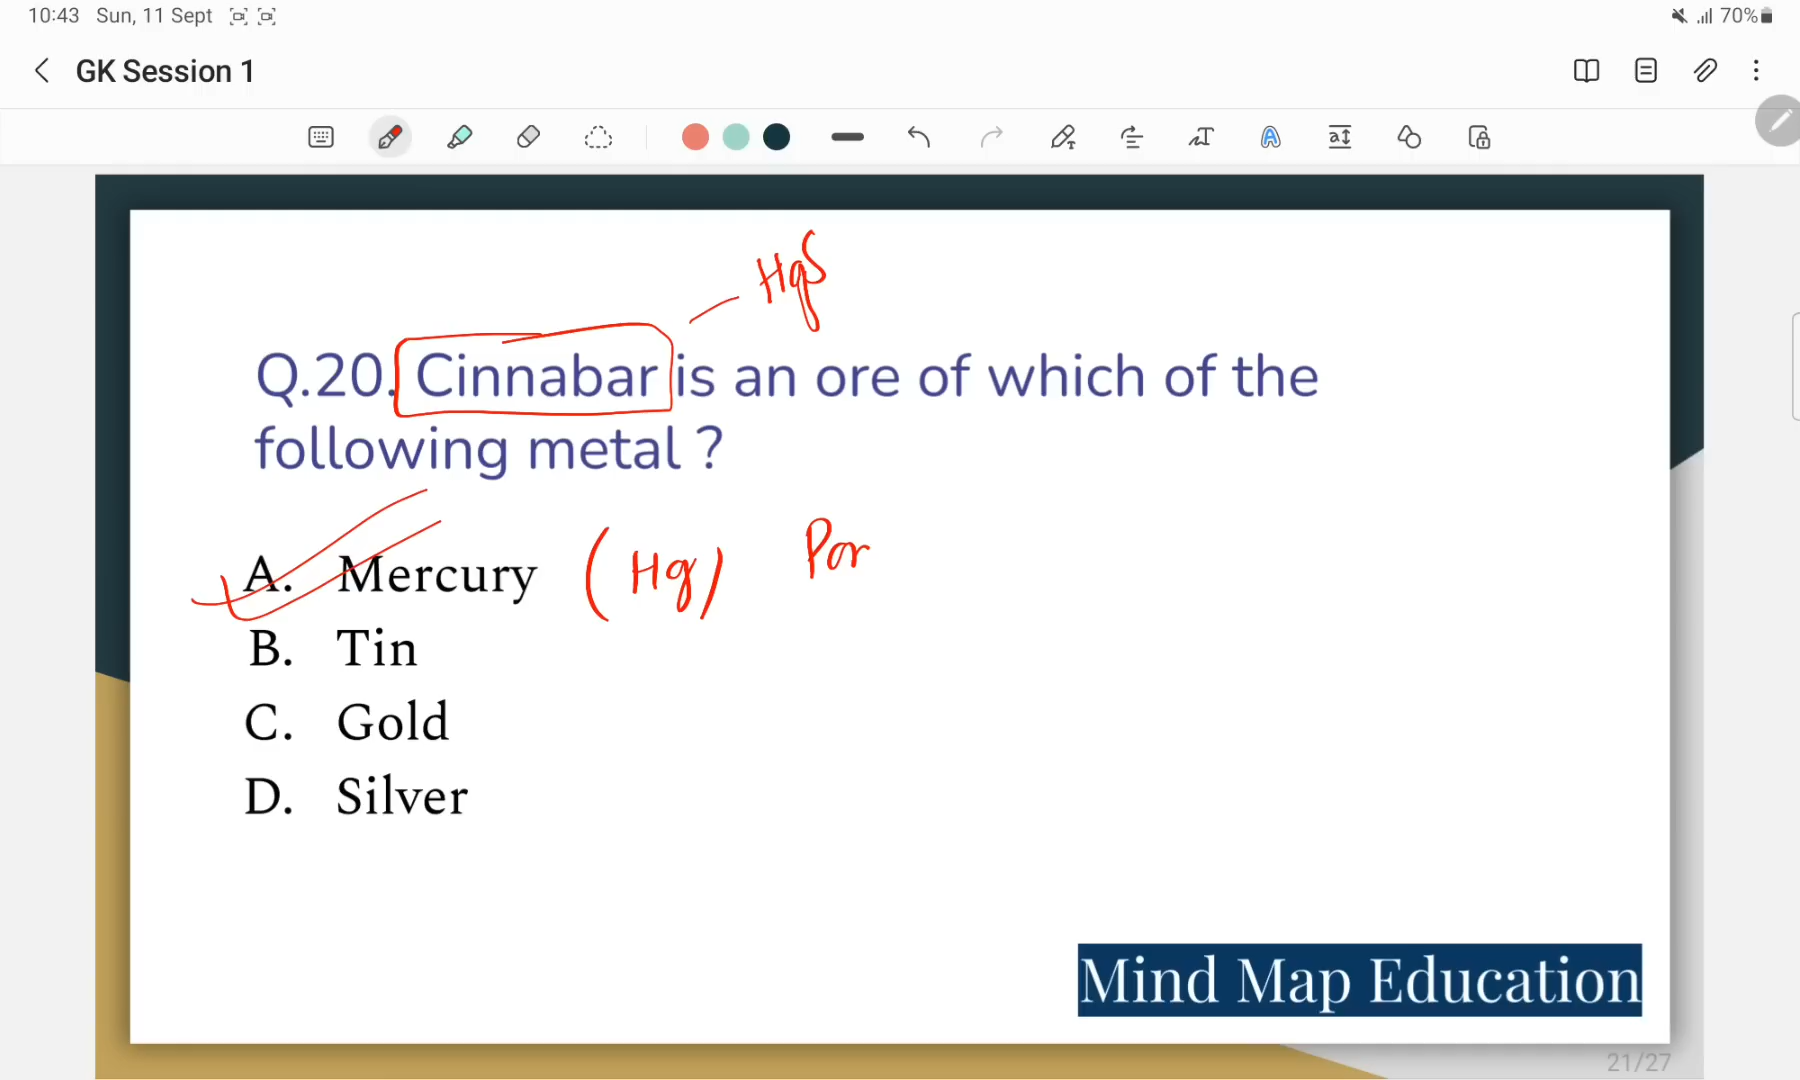 10:43 Sun, 11 Sept 70%
GK Session 1
HgS
Q.20. Cinnabar is an ore of which of the
following metal ?
A. Mercury (Hg) Par
B. Tin
C. Gold
D. Silver
Mind Map Education
21/27